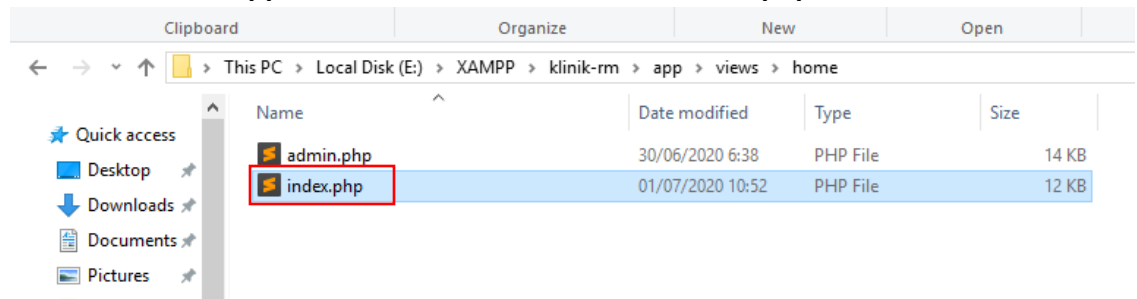 Clipboard Organize New Open
This PC > Local Disk (E:) > XAMPP > klinik-rm > app > views > home
Name Date modified Type Size
Quick access
admin.php 30/06/2020 6:38 PHP File 14 KB
Desktop
index.php 01/07/2020 10:52 PHP File 12 KB
Downloads
Documents
Pictures